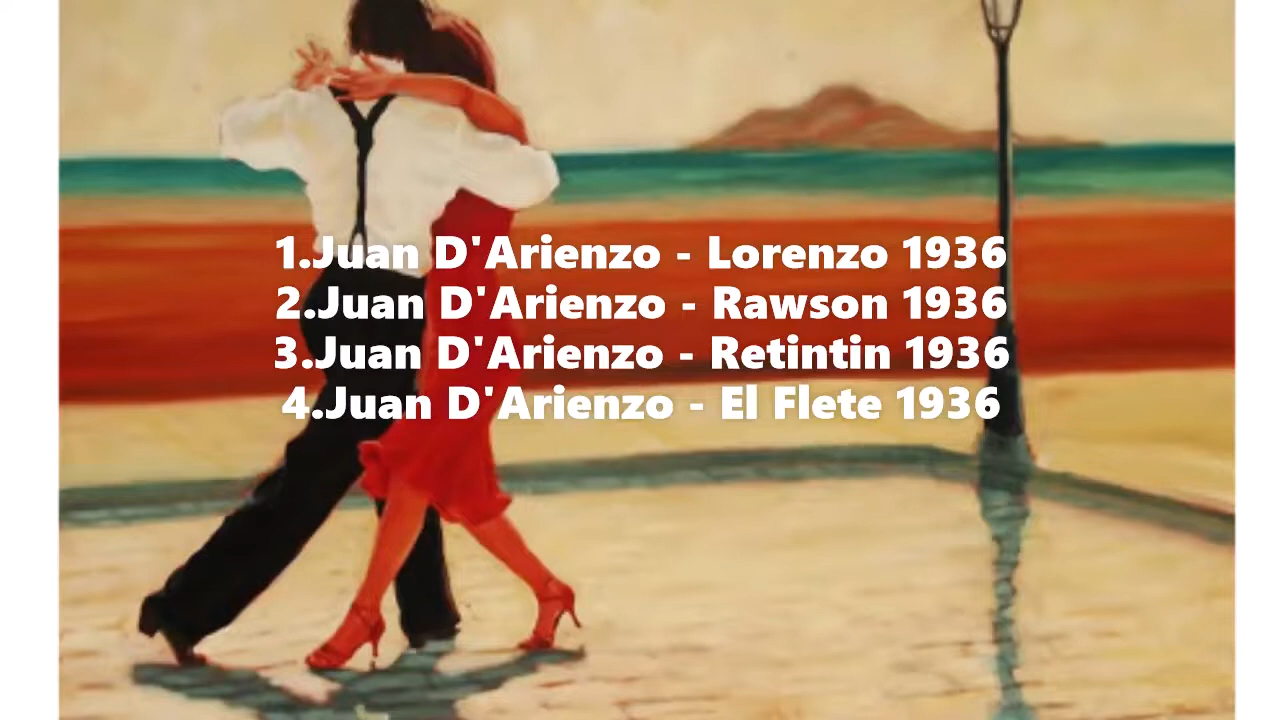 1.Juan D'Arienzo - Lorenzo 1936
2.Juan D'Arienzo - Rawson 1936
3.Juan D'Arienzo - Retintin 1936
4.Juan D'Arienzo - El Flete 1936